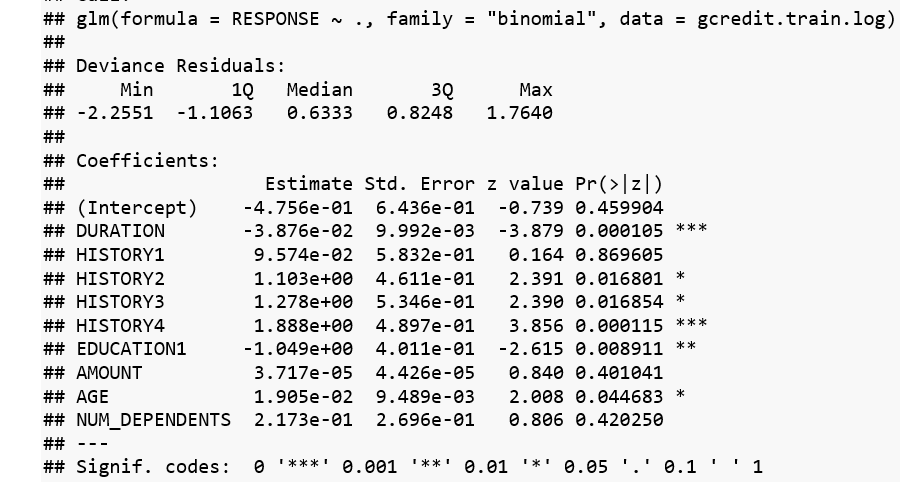 ## glm(formula = RESPONSE ~ ., family = "binomial", data = gcredit.train.log)
##
## Deviance Residuals:
##     Min       1Q   Median       3Q      Max
## -2.2551  -1.1063   0.6333   0.8248   1.7640
##
## Coefficients:
##                  Estimate Std. Error z value Pr(>|z|)
## (Intercept)    -4.756e-01  6.436e-01  -0.739 0.459904
## DURATION       -3.876e-02  9.992e-03  -3.879 0.000105 ***
## HISTORY1        9.574e-02  5.832e-01   0.164 0.869605
## HISTORY2        1.103e+00  4.611e-01   2.391 0.016801 *
## HISTORY3        1.278e+00  5.346e-01   2.390 0.016854 *
## HISTORY4        1.888e+00  4.897e-01   3.856 0.000115 ***
## EDUCATION1     -1.049e+00  4.011e-01  -2.615 0.008911 **
## AMOUNT          3.717e-05  4.426e-05   0.840 0.401041
## AGE             1.905e-02  9.489e-03   2.008 0.044683 *
## NUM_DEPENDENTS  2.173e-01  2.696e-01   0.806 0.420250
## ---
## Signif. codes:  0 '***' 0.001 '**' 0.01 '*' 0.05 '.' 0.1 ' ' 1